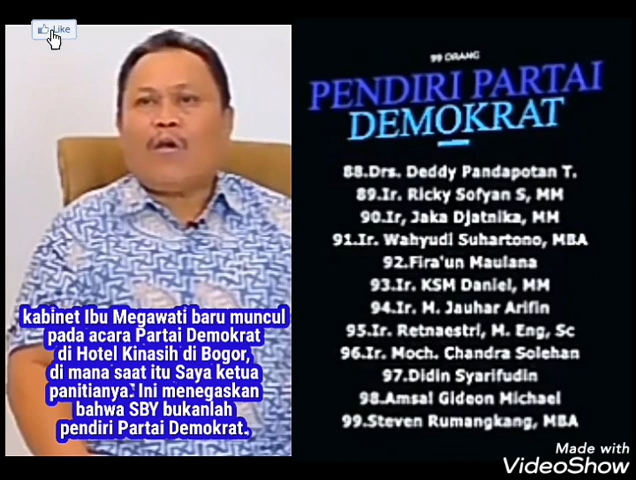 Like
kabinet Ibu Megawati baru muncul
pada acara Partai Demokrat
di Hotel Kinasih di Bogor,
di mana saat itu Saya ketua
panitianya. Ini menegaskan
bahwa SBY bukanlah
pendiri Partai Demokrat.
99 ORANG
PENDIRI PARTAI
DEMOKRAT
88.Drs. Deddy Pandapotan T.
89.Ir. Ricky Sofyan S, MM
90.Ir, Jaka Djatnika, MM
91.Ir. Wahyudi Suhartono, MBA
92.Fira'un Maulana
93.Ir. KSM Daniel, MM
94.Ir. M. Jauhar Arifin
95.Ir. Retnaestri, M. Eng, Sc
96.Ir. Moch. Chandra Solehan
97.Didin Syarifudin
98.Amsal Gideon Michael
99.Steven Rumangkang, MBA
Made with
VideoShow